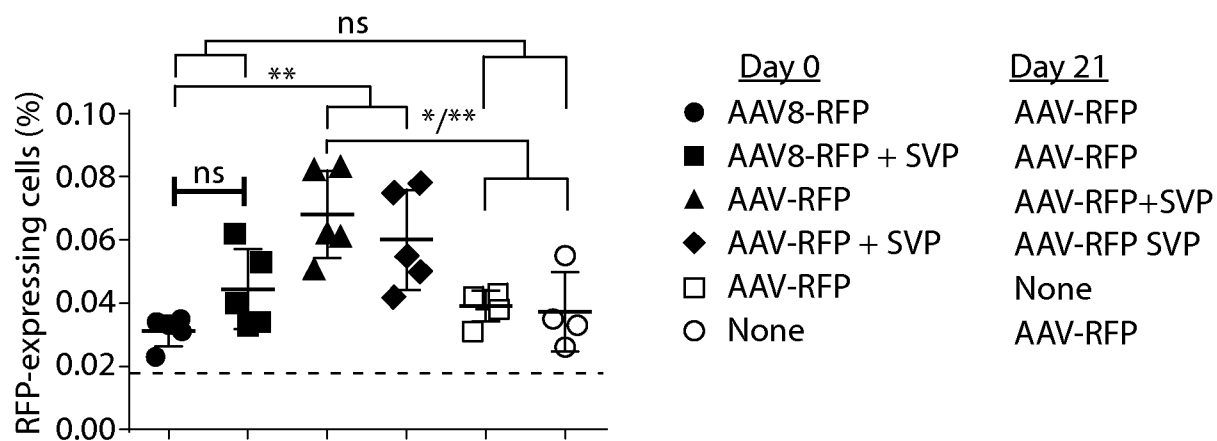 ns
**
*/**
ns
RFP-expressing cells (%)
0.10
0.08
0.06
0.04
0.02
0.00
Day 0 Day 21
AAV8-RFP AAV-RFP
AAV8-RFP + SVP AAV-RFP
AAV-RFP AAV-RFP+SVP
AAV-RFP + SVP AAV-RFP SVP
AAV-RFP None
None AAV-RFP